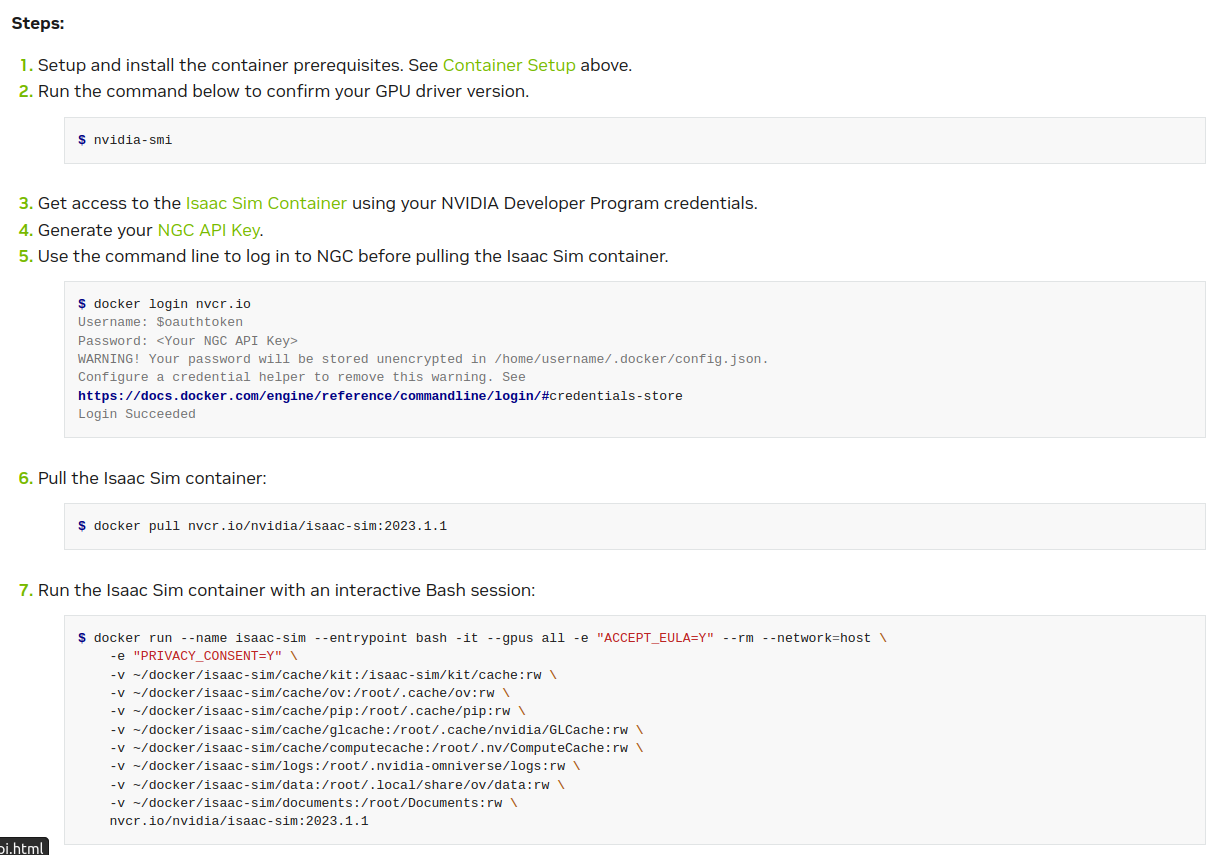 Steps:
1. Setup and install the container prerequisites. See Container Setup above.
2. Run the command below to confirm your GPU driver version.
$ nvidia-smi
3. Get access to the Isaac Sim Container using your NVIDIA Developer Program credentials.
4. Generate your NGC API Key.
5. Use the command line to log in to NGC before pulling the Isaac Sim container.
$ docker login nvcr.io
Username: $oauthtoken
Password: <Your NGC API Key>
WARNING! Your password will be stored unencrypted in /home/username/.docker/config.json.
Configure a credential helper to remove this warning. See
https://docs.docker.com/engine/reference/commandline/login/#credentials-store
Login Succeeded
6. Pull the Isaac Sim container:
$ docker pull nvcr.io/nvidia/isaac-sim:2023.1.1
7. Run the Isaac Sim container with an interactive Bash session:
$ docker run --name isaac-sim --entrypoint bash -it --gpus all -e "ACCEPT_EULA=Y" --rm --network=host \
-e "PRIVACY_CONSENT=Y" \
-v ~/docker/isaac-sim/cache/kit:/isaac-sim/kit/cache:rw \
-v ~/docker/isaac-sim/cache/ov:/root/.cache/ov:rw \
-v ~/docker/isaac-sim/cache/pip:/root/.cache/pip:rw \
-v ~/docker/isaac-sim/cache/glcache:/root/.cache/nvidia/GLCache:rw \
-v ~/docker/isaac-sim/cache/computecache:/root/.nv/ComputeCache:rw \
-v ~/docker/isaac-sim/logs:/root/.nvidia-omniverse/logs:rw \
-v ~/docker/isaac-sim/data:/root/.local/share/ov/data:rw \
-v ~/docker/isaac-sim/documents:/root/Documents:rw \
nvcr.io/nvidia/isaac-sim:2023.1.1
pi.html